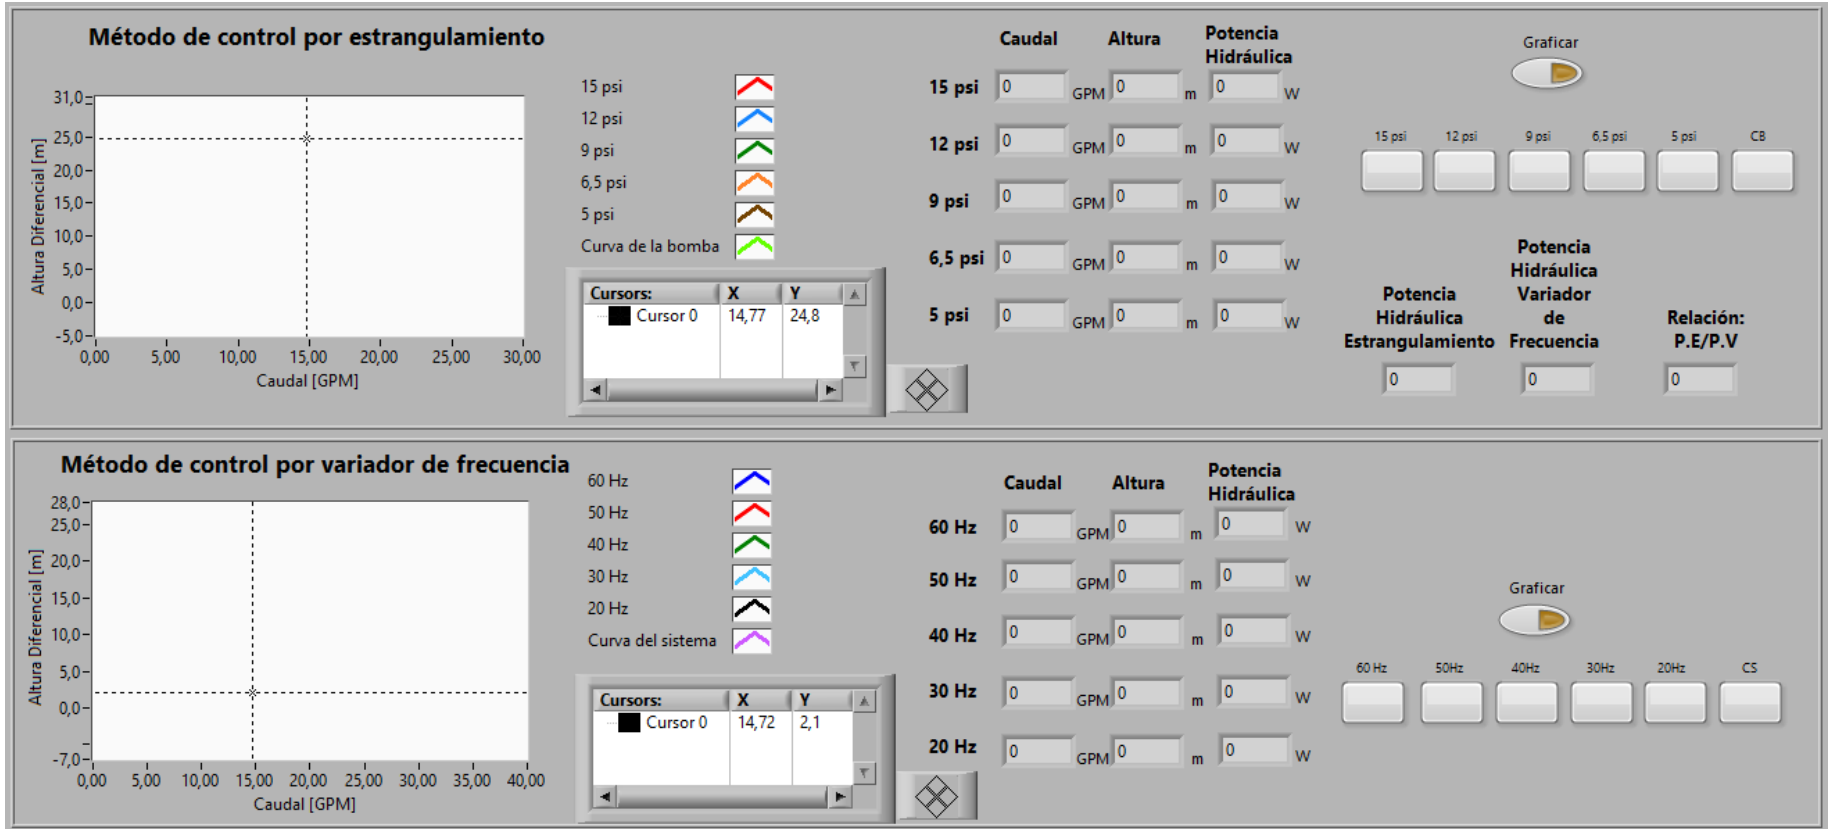 Método de control por estrangulamiento
31,0
25,0
20,0
15,0
10,0
5,0
0,0
-5,0
Altura Diferencial [m]
0,00 5,00 10,00 15,00 20,00 25,00 30,00
Caudal [GPM]
15 psi
12 psi
9 psi
6,5 psi
5 psi
Curva de la bomba
Cursors: X Y
Cursor 0 14,77 24,8
Caudal Altura Potencia
Hidráulica
15 psi 0 GPM 0 m 0 W
12 psi 0 GPM 0 m 0 W
9 psi 0 GPM 0 m 0 W
6,5 psi 0 GPM 0 m 0 W
5 psi 0 GPM 0 m 0 W
Graficar
15 psi 12 psi 9 psi 6,5 psi 5 psi CB
Potencia
Hidráulica
Estrangulamiento
0
Potencia
Hidráulica
Variador
de
Frecuencia
0
Relación:
P.E/P.V
0
Método de control por variador de frecuencia
28,0
25,0
20,0
15,0
10,0
5,0
0,0
-7,0
Altura Diferencial [m]
0,00 5,00 10,00 15,00 20,00 25,00 30,00 35,00 40,00
Caudal [GPM]
60 Hz
50 Hz
40 Hz
30 Hz
20 Hz
Curva del sistema
Cursors: X Y
Cursor 0 14,72 2,1
Caudal Altura Potencia
Hidráulica
60 Hz 0 GPM 0 m 0 W
50 Hz 0 GPM 0 m 0 W
40 Hz 0 GPM 0 m 0 W
30 Hz 0 GPM 0 m 0 W
20 Hz 0 GPM 0 m 0 W
Graficar
60 Hz 50Hz 40Hz 30Hz 20Hz CS